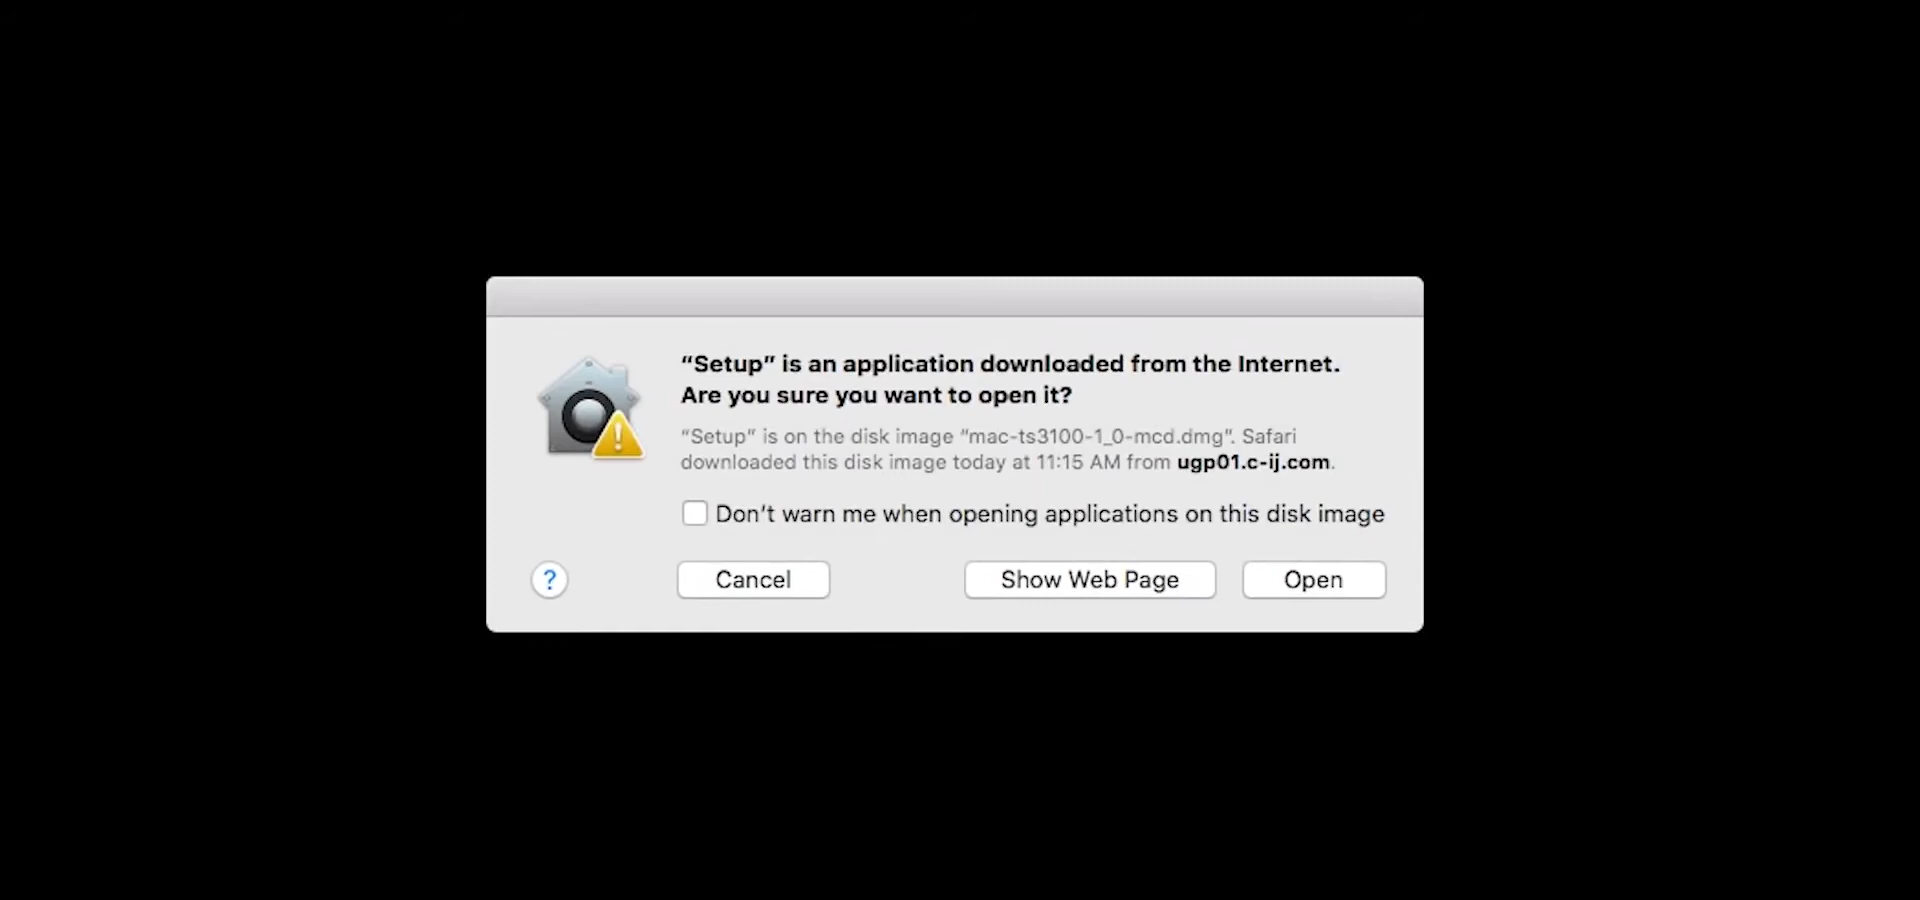 “Setup” is an application downloaded from the Internet.
Are you sure you want to open it?
“Setup” is on the disk image “mac-ts3100-1_0-mcd.dmg”. Safari
downloaded this disk image today at 11:15 AM from ugp01.c-ij.com.
Don’t warn me when opening applications on this disk image
? Cancel Show Web Page Open